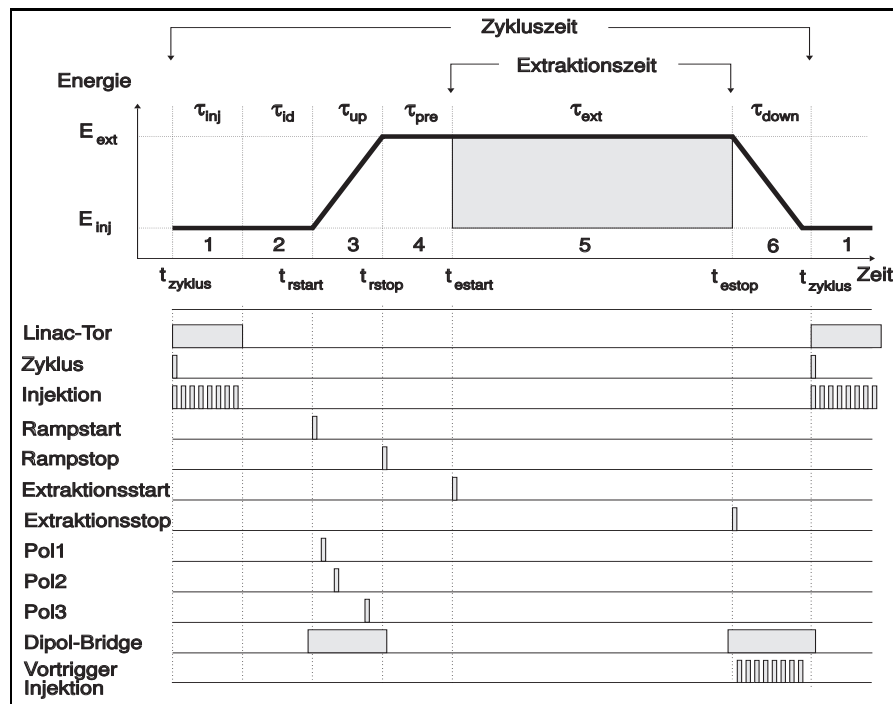 Zykluszeit
Extraktionszeit
Energie
τinj τid τup τpre τext τdown
E ext
E inj
1 2 3 4 5 6 1
t zyklus t rstart t rstop t estart t estop t zyklus Zeit
Linac-Tor
Zyklus
Injektion
Rampstart
Rampstop
Extraktionsstart
Extraktionsstop
Pol1
Pol2
Pol3
Dipol-Bridge
Vortrigger
Injektion